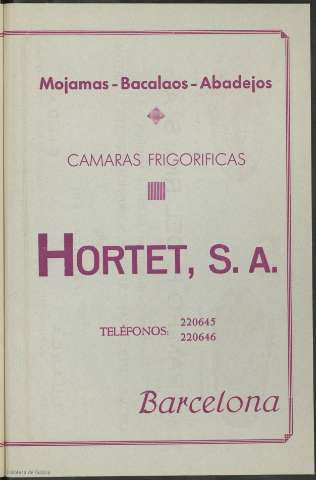 Mojamas - Bacalaos - Abadejos
CAMARAS FRIGORIFICAS
HORTET, S. A.
TELÉFONOS: 220645
220646
Barcelona